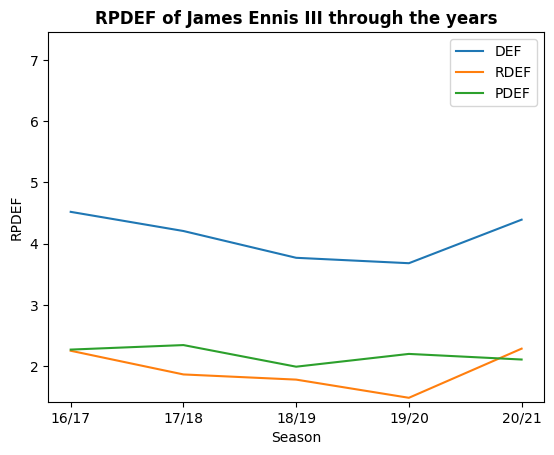 RPDEF of James Ennis III through the years
DEF
RDEF
PDEF
RPDEF
7
6
5
4
3
2
16/17 17/18 18/19 19/20 20/21
Season